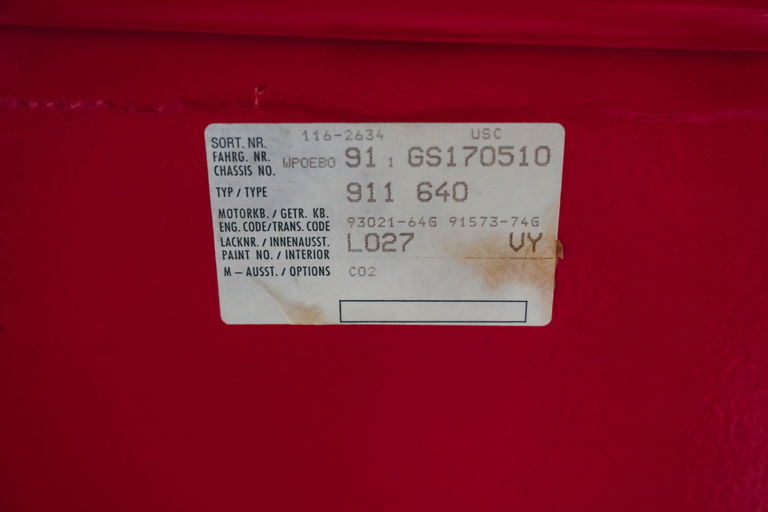 SORT. NR. 116-2634 USC
FAHRG. NR.
CHASSIS NO. WP0EB0 91 1 GS170510
TYP / TYPE 911 640
MOTORKB. / GETR. KB.
ENG. CODE/TRANS. CODE 93021-64G 91573-74G
LACKNR. / INNENAUSST. L027 VY
PAINT NO. / INTERIOR
M – AUSST. / OPTIONS C02